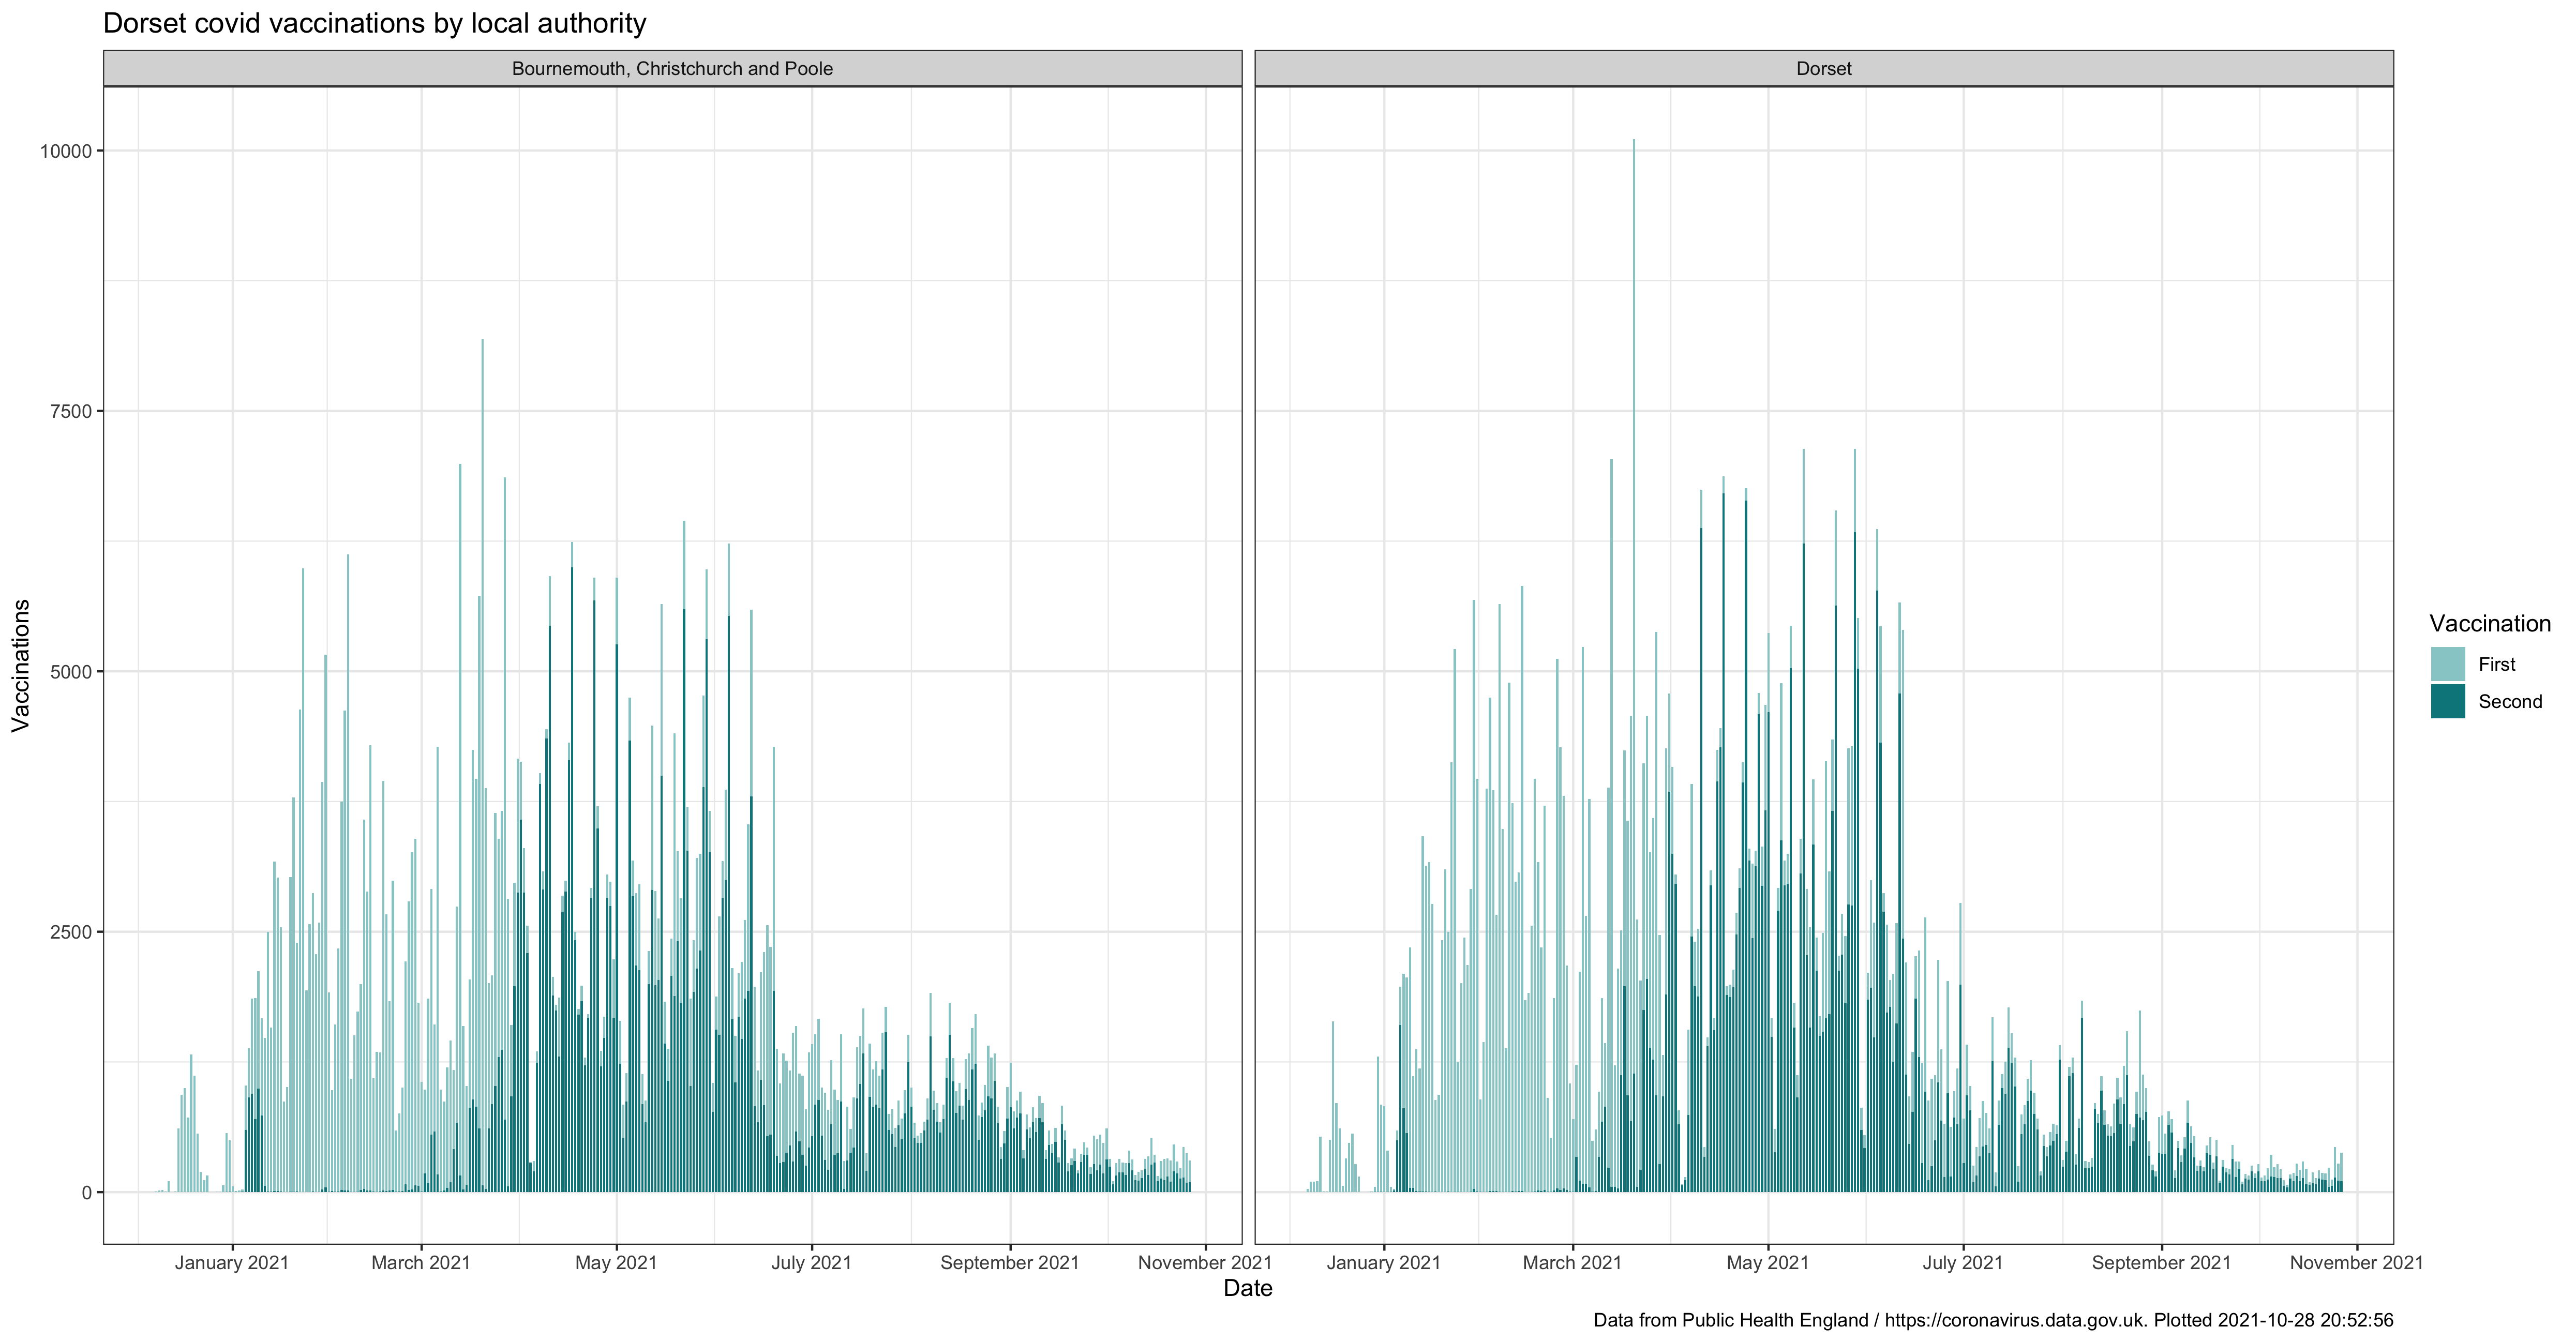 Dorset covid vaccinations by local authority
Bournemouth, Christchurch and Poole
Dorset
10000
7500
5000
2500
0
Vaccinations
January 2021
March 2021
May 2021
July 2021
September 2021
November 2021
January 2021
March 2021
May 2021
July 2021
September 2021
November 2021
Date
Vaccination
First
Second
Data from Public Health England / https://coronavirus.data.gov.uk. Plotted 2021-10-28 20:52:56